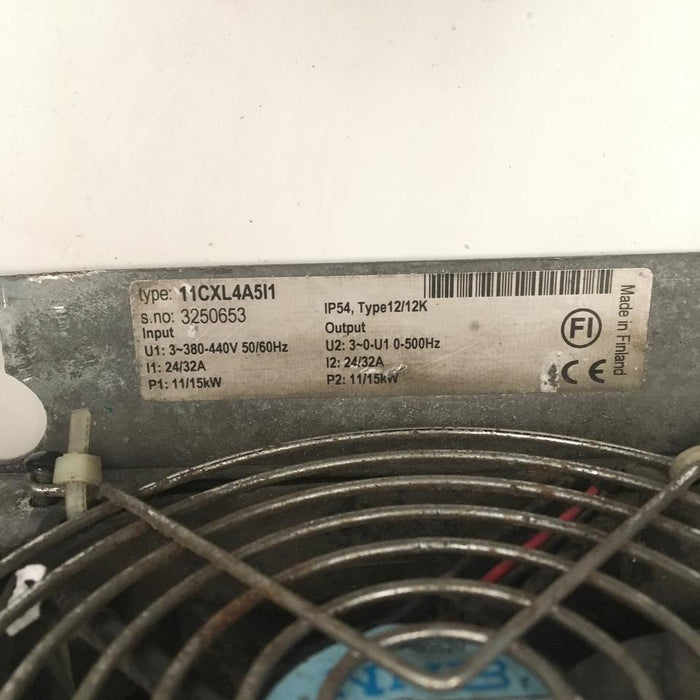 type: 11CXL4A5I1
s.no: 3250653
Input
U1: 3~380-440V 50/60Hz
I1: 24/32A
P1: 11/15kW
IP54, Type12/12K
Output
U2: 3~0-U1 0-500Hz
I2: 24/32A
P2: 11/15kW
FI
CE
Made in Finland